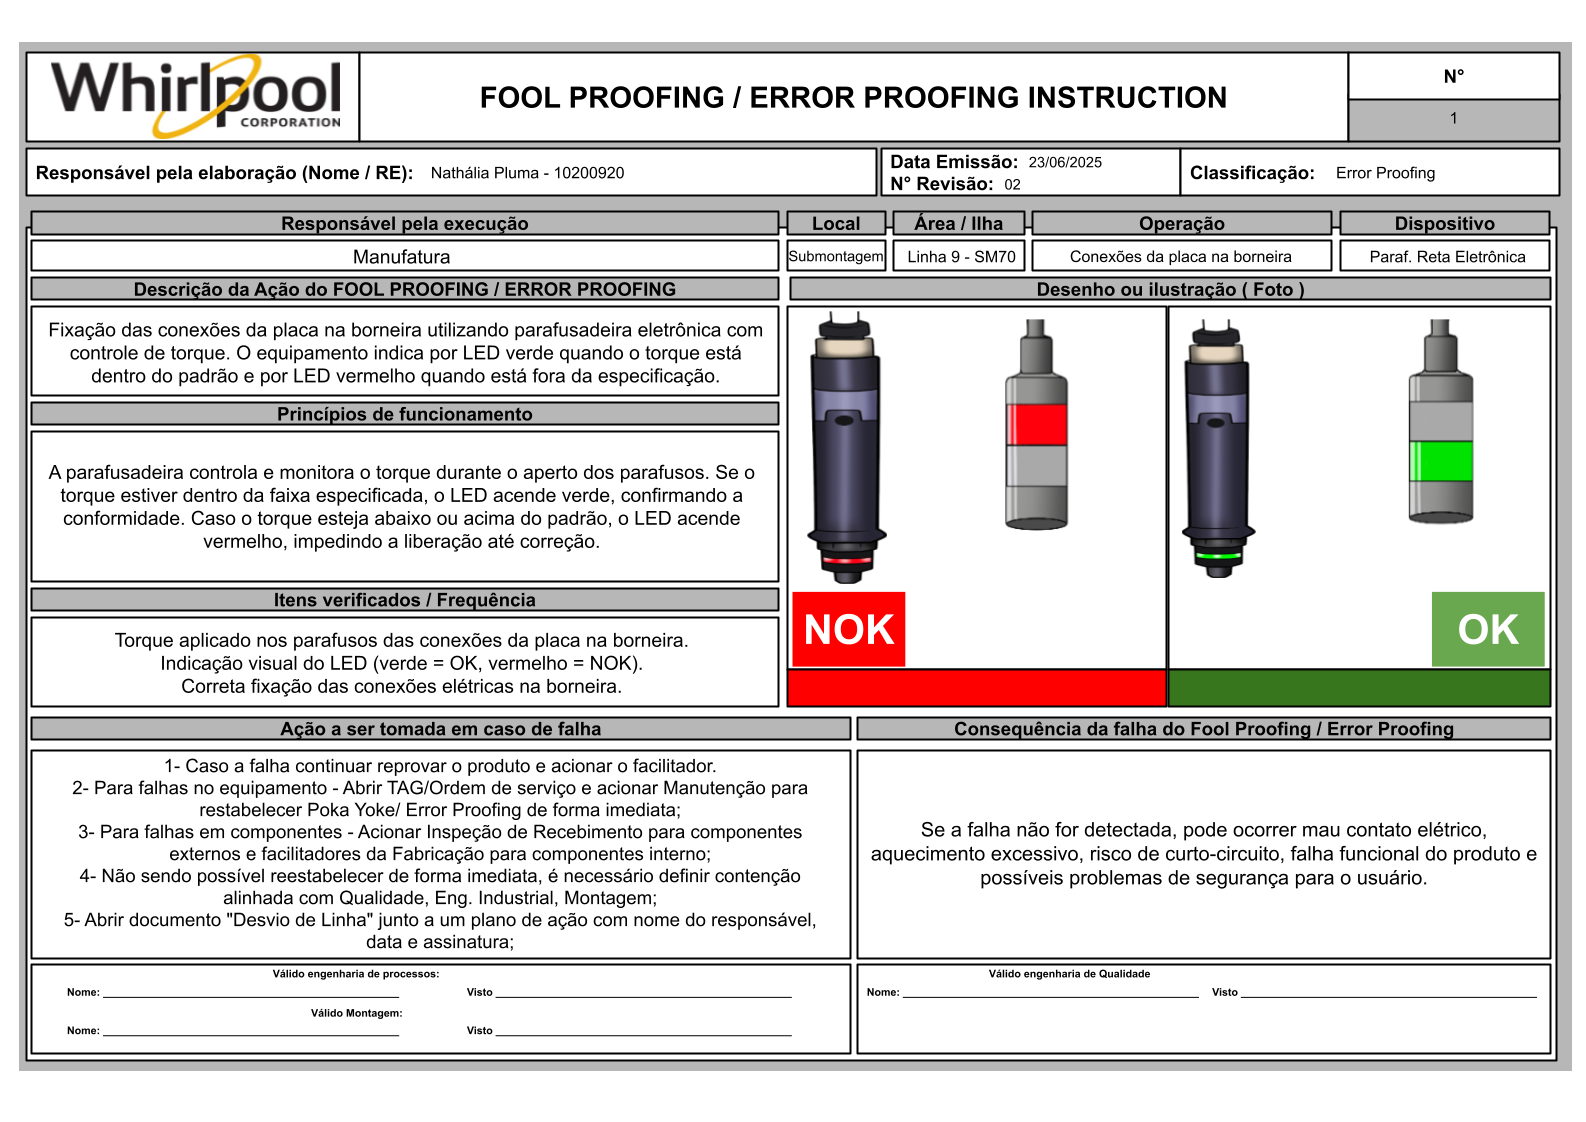 Whirlpool
CORPORATION
FOOL PROOFING / ERROR PROOFING INSTRUCTION
N°
1
Responsável pela elaboração (Nome / RE): Nathália Pluma - 10200920
Data Emissão: 23/06/2025
N° Revisão: 02
Classificação: Error Proofing
Responsável pela execução
Local
Área / Ilha
Operação
Dispositivo
Manufatura
Submontagem
Linha 9 - SM70
Conexões da placa na borneira
Paraf. Reta Eletrônica
Descrição da Ação do FOOL PROOFING / ERROR PROOFING
Desenho ou ilustração ( Foto )
Fixação das conexões da placa na borneira utilizando parafusadeira eletrônica com
controle de torque. O equipamento indica por LED verde quando o torque está
dentro do padrão e por LED vermelho quando está fora da especificação.
Princípios de funcionamento
A parafusadeira controla e monitora o torque durante o aperto dos parafusos. Se o
torque estiver dentro da faixa especificada, o LED acende verde, confirmando a
conformidade. Caso o torque esteja abaixo ou acima do padrão, o LED acende
vermelho, impedindo a liberação até correção.
Itens verificados / Frequência
Torque aplicado nos parafusos das conexões da placa na borneira.
Indicação visual do LED (verde = OK, vermelho = NOK).
Correta fixação das conexões elétricas na borneira.
NOK
OK
Ação a ser tomada em caso de falha
1- Caso a falha continuar reprovar o produto e acionar o facilitador.
2- Para falhas no equipamento - Abrir TAG/Ordem de serviço e acionar Manutenção para
restabelecer Poka Yoke/ Error Proofing de forma imediata;
3- Para falhas em componentes - Acionar Inspeção de Recebimento para componentes
externos e facilitadores da Fabricação para componentes interno;
4- Não sendo possível reestabelecer de forma imediata, é necessário definir contenção
alinhada com Qualidade, Eng. Industrial, Montagem;
5- Abrir documento "Desvio de Linha" junto a um plano de ação com nome do responsável,
data e assinatura;
Consequência da falha do Fool Proofing / Error Proofing
Se a falha não for detectada, pode ocorrer mau contato elétrico,
aquecimento excessivo, risco de curto-circuito, falha funcional do produto e
possíveis problemas de segurança para o usuário.
Válido engenharia de processos:
Nome: Visto
Válido Montagem:
Nome: Visto
Válido engenharia de Qualidade
Nome: Visto